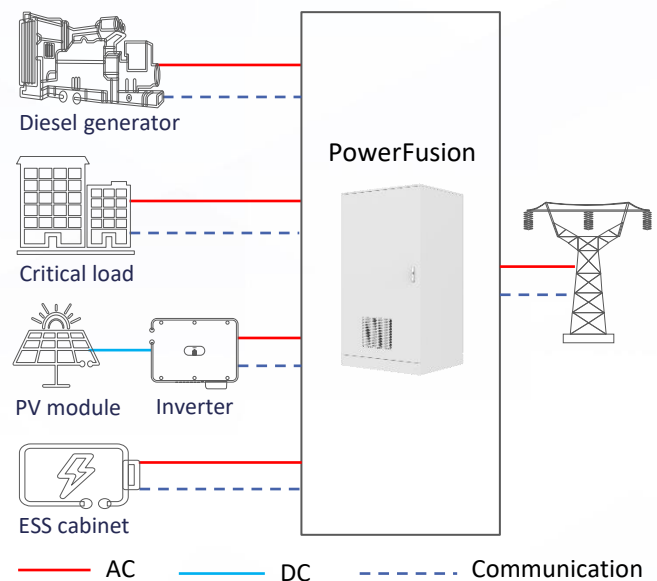 Diesel generator
PowerFusion
Critical load
PV module
Inverter
ESS cabinet
AC
DC
Communication